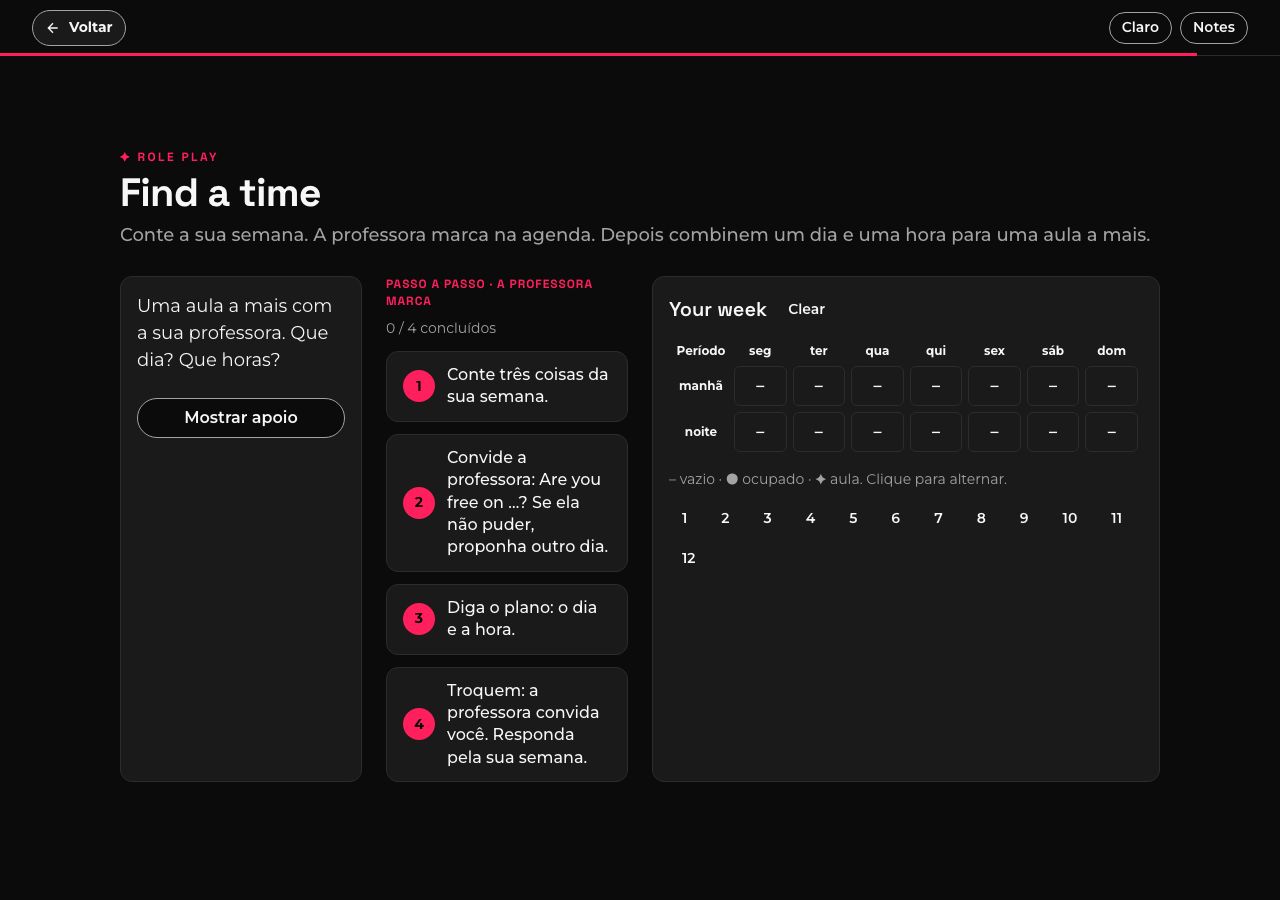 ← Voltar
Claro
Notes
✦ ROLE PLAY
Find a time
Conte a sua semana. A professora marca na agenda. Depois combinem um dia e uma hora para uma aula a mais.
Uma aula a mais com
a sua professora. Que
dia? Que horas?
Mostrar apoio
PASSO A PASSO · A PROFESSORA
MARCA
0 / 4 concluídos
1
Conte três coisas da
sua semana.
2
Convide a
professora: Are you
free on ...? Se ela
não puder,
proponha outro dia.
3
Diga o plano: o dia
e a hora.
4
Troquem: a
professora convida
você. Responda
pela sua semana.
Your week Clear
Período seg ter qua qui sex sáb dom
manhã – – – – – – –
noite – – – – – – –
– vazio · ● ocupado · ✦ aula. Clique para alternar.
1 2 3 4 5 6 7 8 9 10 11
12